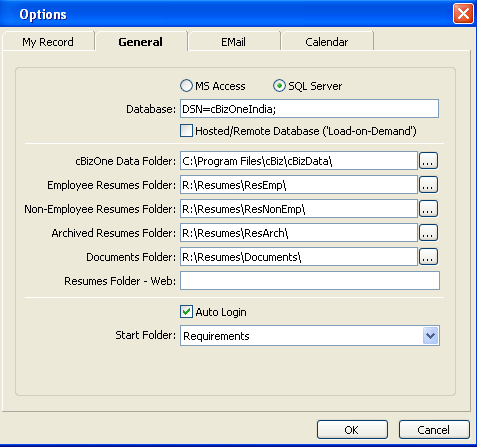 Options
My Record General EMail Calendar
MS Access SQL Server
Database: DSN=cBizOneIndia;
Hosted/Remote Database ('Load-on-Demand')
cBizOne Data Folder: C:\Program Files\cBiz\cBizData\ ...
Employee Resumes Folder: R:\Resumes\ResEmp\ ...
Non-Employee Resumes Folder: R:\Resumes\ResNonEmp\ ...
Archived Resumes Folder: R:\Resumes\ResArch\ ...
Documents Folder: R:\Resumes\Documents\ ...
Resumes Folder - Web:
Auto Login
Start Folder: Requirements
OK Cancel